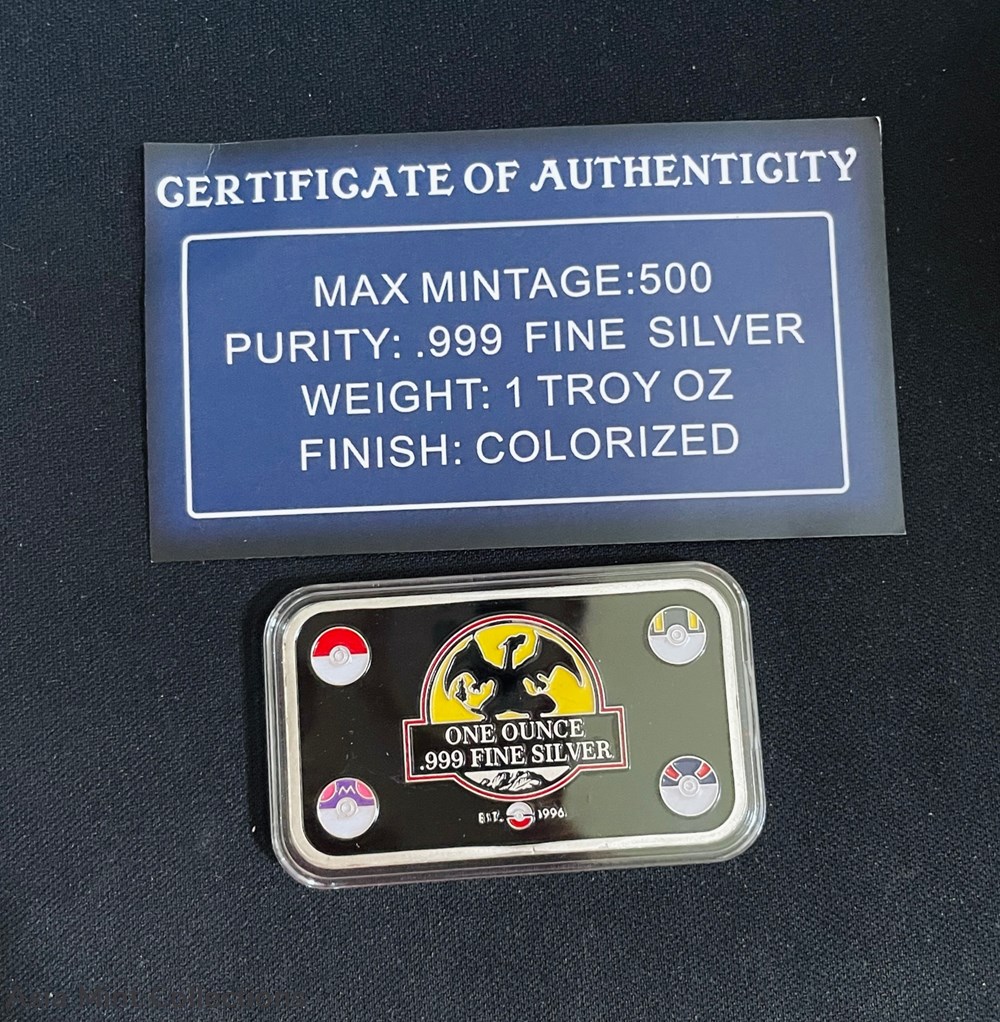 CERTIFICATE OF AUTHENTICITY
MAX MINTAGE:500
PURITY: .999 FINE SILVER
WEIGHT: 1 TROY OZ
FINISH: COLORIZED
ONE OUNCE
.999 FINE SILVER
M
EST. 1996